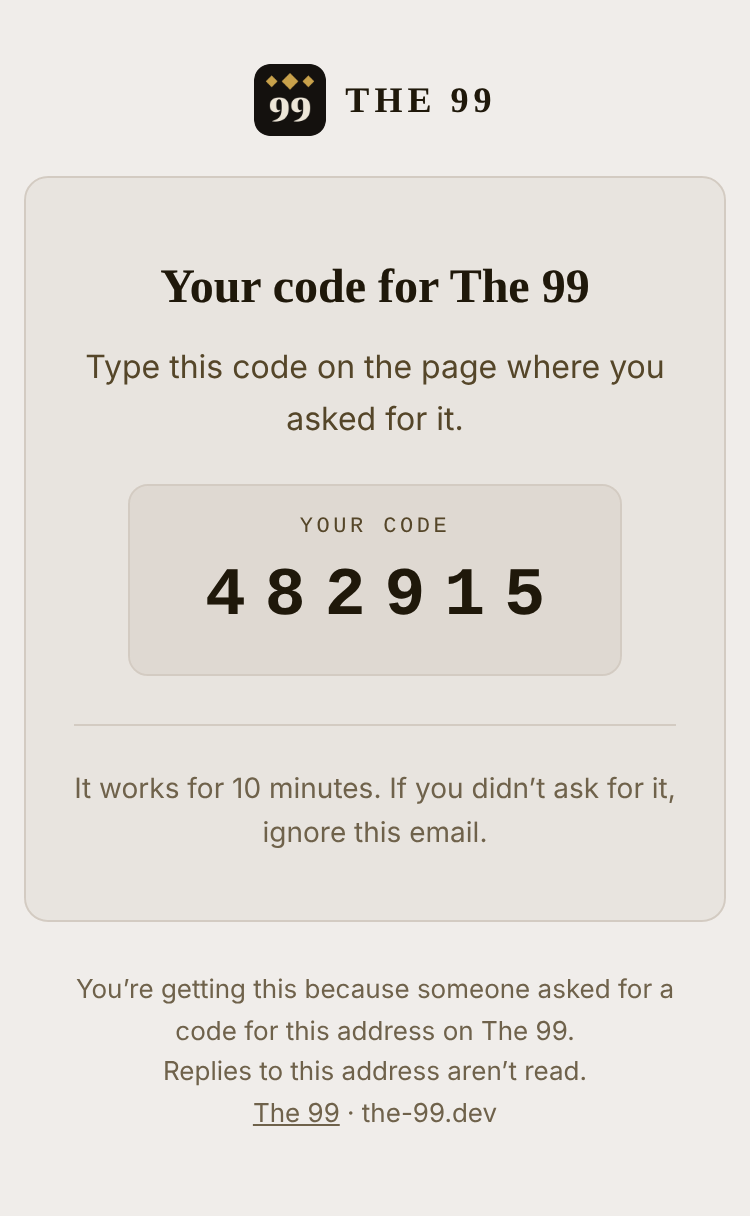 99 THE 99
Your code for The 99
Type this code on the page where you
asked for it.
YOUR CODE
482915
It works for 10 minutes. If you didn’t ask for it,
ignore this email.
You’re getting this because someone asked for a
code for this address on The 99.
Replies to this address aren’t read.
The 99 · the-99.dev